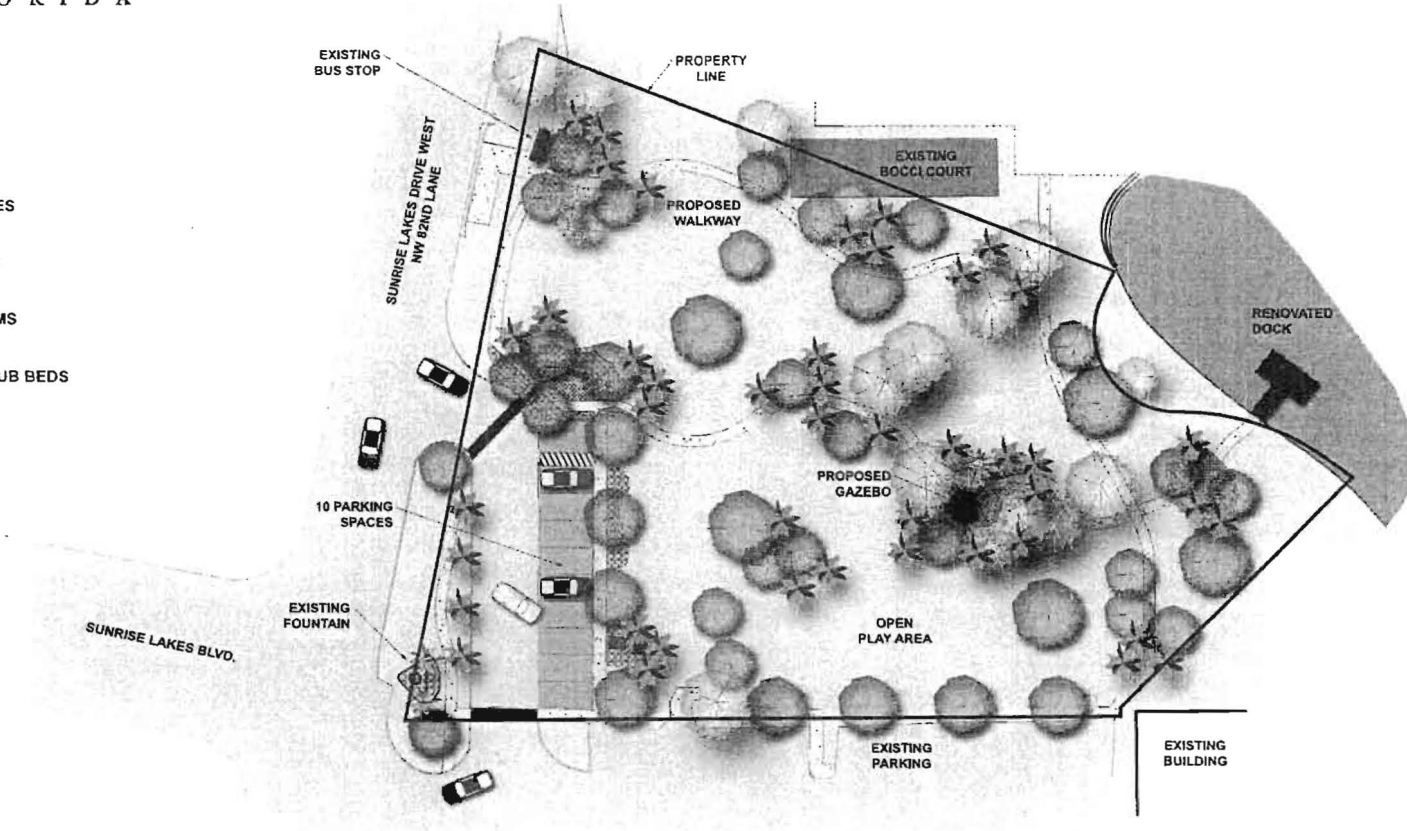 O R I D A
EXISTING
BUS STOP
PROPERTY
LINE
SUNRISE LAKES DRIVE WEST
NW 82ND LANE
EXISTING
BOCCI COURT
ES
PROPOSED
WALKWAY
MS
RENOVATED
DOCK
UB BEDS
PROPOSED
GAZEBO
10 PARKING
SPACES
EXISTING
FOUNTAIN
SUNRISE LAKES BLVD.
OPEN
PLAY AREA
EXISTING
PARKING
EXISTING
BUILDING